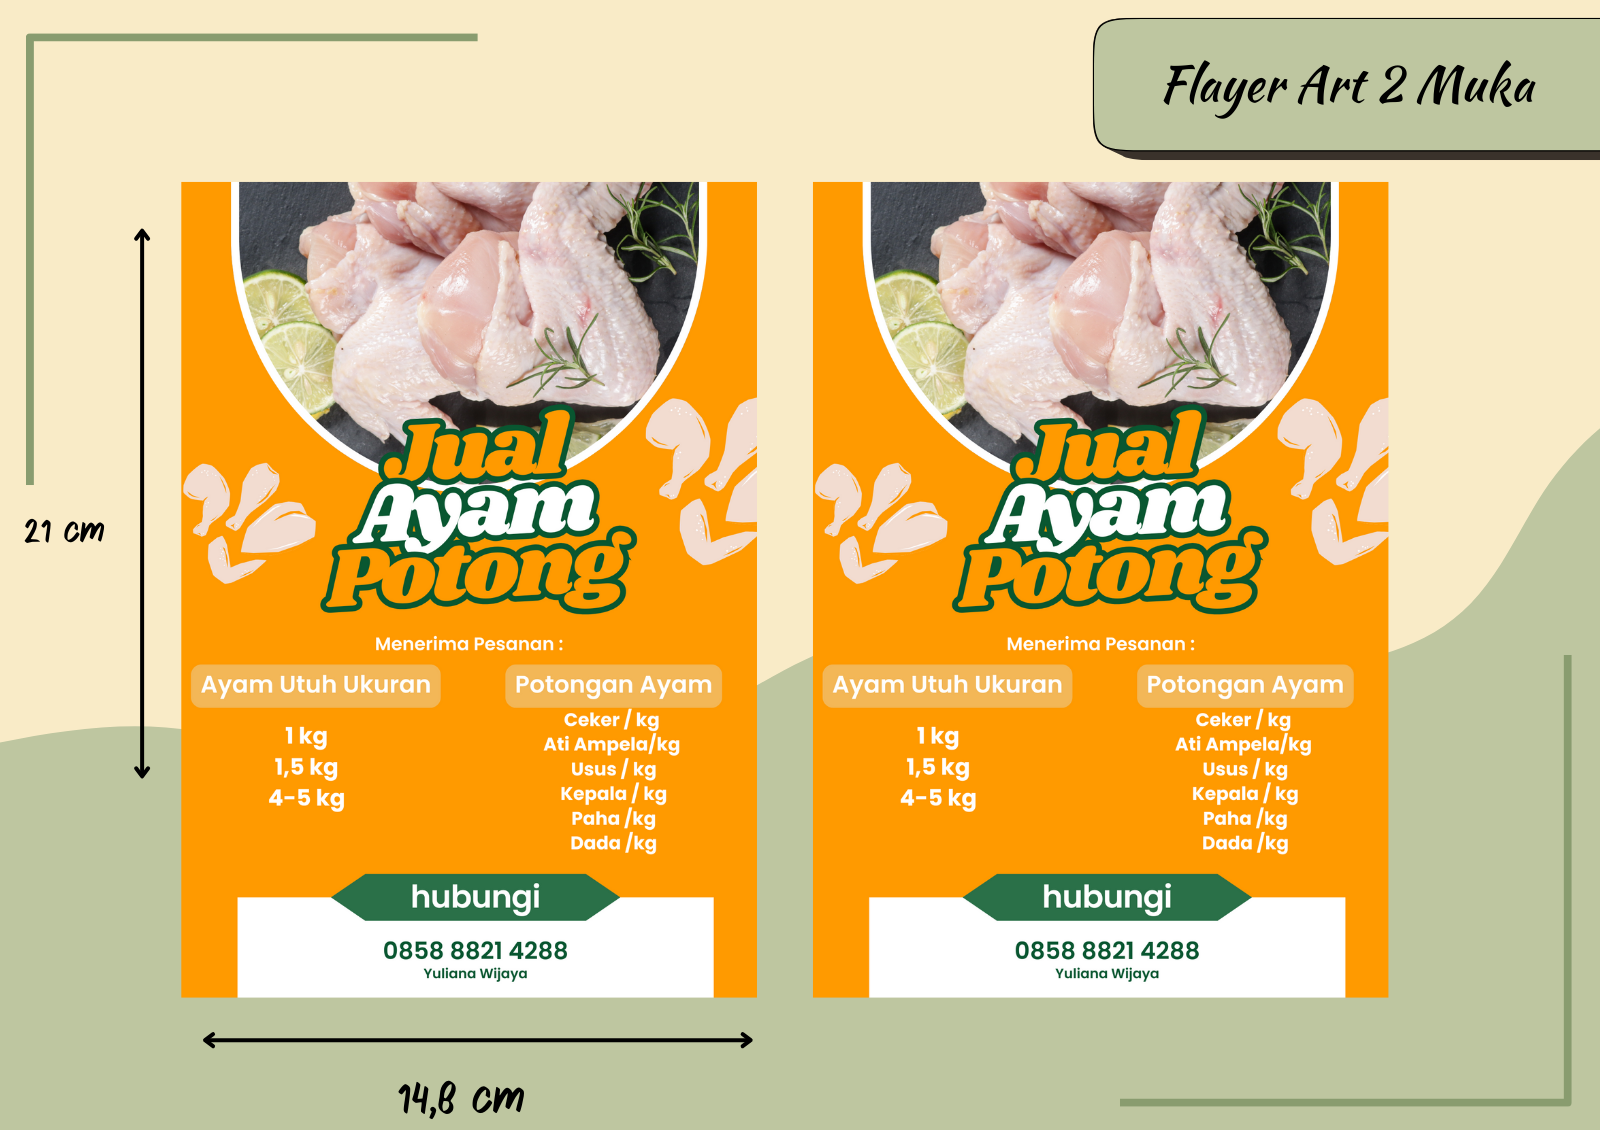 Flayer Art 2 Muka
21 cm
Jual
Ayam
Potong
Menerima Pesanan :
Ayam Utuh Ukuran
1 kg
1,5 kg
4-5 kg
Potongan Ayam
Ceker / kg
Ati Ampela/kg
Usus / kg
Kepala / kg
Paha /kg
Dada /kg
hubungi
0858 8821 4288
Yuliana Wijaya
Jual
Ayam
Potong
Menerima Pesanan :
Ayam Utuh Ukuran
1 kg
1,5 kg
4-5 kg
Potongan Ayam
Ceker / kg
Ati Ampela/kg
Usus / kg
Kepala / kg
Paha /kg
Dada /kg
hubungi
0858 8821 4288
Yuliana Wijaya
14,8 cm